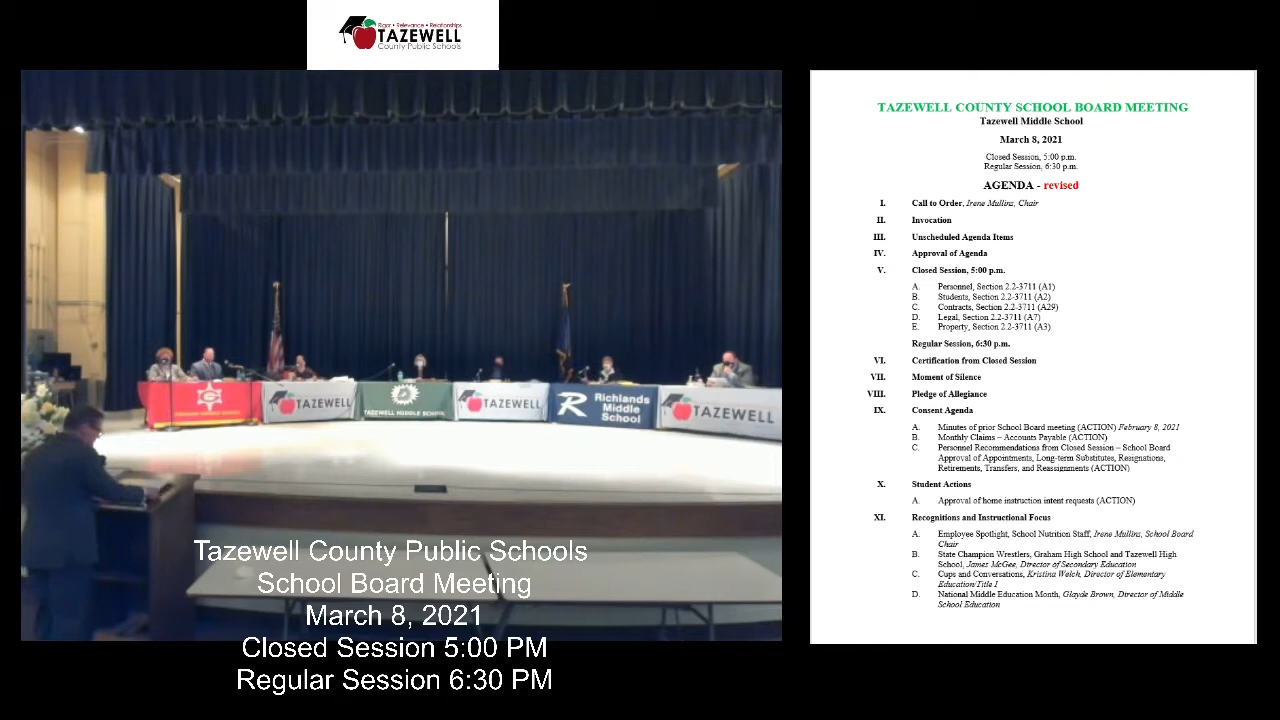 Rigor • Relevance • Relationships
TAZEWELL
County Public Schools
TAZEWELL COUNTY SCHOOL BOARD MEETING
Tazewell Middle School
March 8, 2021
Closed Session, 5:00 p.m.
Regular Session, 6:30 p.m.
AGENDA - revised
I. Call to Order, Irene Mullins, Chair
II. Invocation
III. Unscheduled Agenda Items
IV. Approval of Agenda
V. Closed Session, 5:00 p.m.
A. Personnel, Section 2.2-3711 (A1)
B. Students, Section 2.2-3711 (A2)
C. Contracts, Section 2.2-3711 (A29)
D. Legal, Section 2.2-3711 (A7)
E. Property, Section 2.2-3711 (A3)
Regular Session, 6:30 p.m.
VI. Certification from Closed Session
VII. Moment of Silence
VIII. Pledge of Allegiance
IX. Consent Agenda
A. Minutes of prior School Board meeting (ACTION) February 8, 2021
B. Monthly Claims – Accounts Payable (ACTION)
C. Personnel Recommendations from Closed Session – School Board
Approval of Appointments, Long-term Substitutes, Resignations,
Retirements, Transfers, and Reassignments (ACTION)
X. Student Actions
A. Approval of home instruction intent requests (ACTION)
XI. Recognitions and Instructional Focus
A. Employee Spotlight, School Nutrition Staff, Irene Mullins, School Board
Chair
B. State Champion Wrestlers, Graham High School and Tazewell High
School, James McGee, Director of Secondary Education
C. Cups and Conversations, Kristina Welch, Director of Elementary
Education/Title I
D. National Middle Education Month, Glayde Brown, Director of Middle
School Education
G
TAZEWELL
TAZEWELL MIDDLE SCHOOL
TAZEWELL
R
Richlands
Middle
School
TAZEWELL
Tazewell County Public Schools
School Board Meeting
March 8, 2021
Closed Session 5:00 PM
Regular Session 6:30 PM